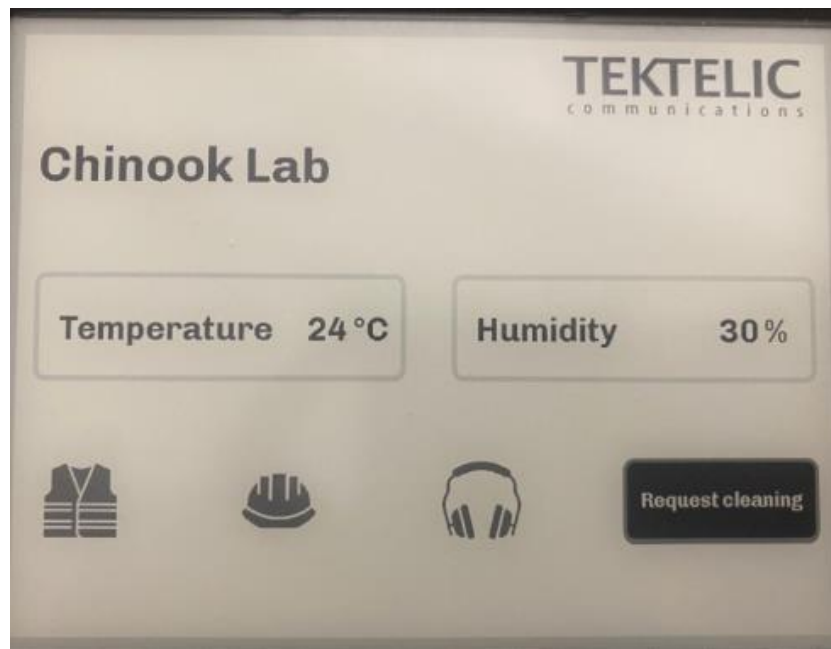 TEKTELIC
communications
Chinook Lab
Temperature 24 °C
Humidity 30 %
Request cleaning